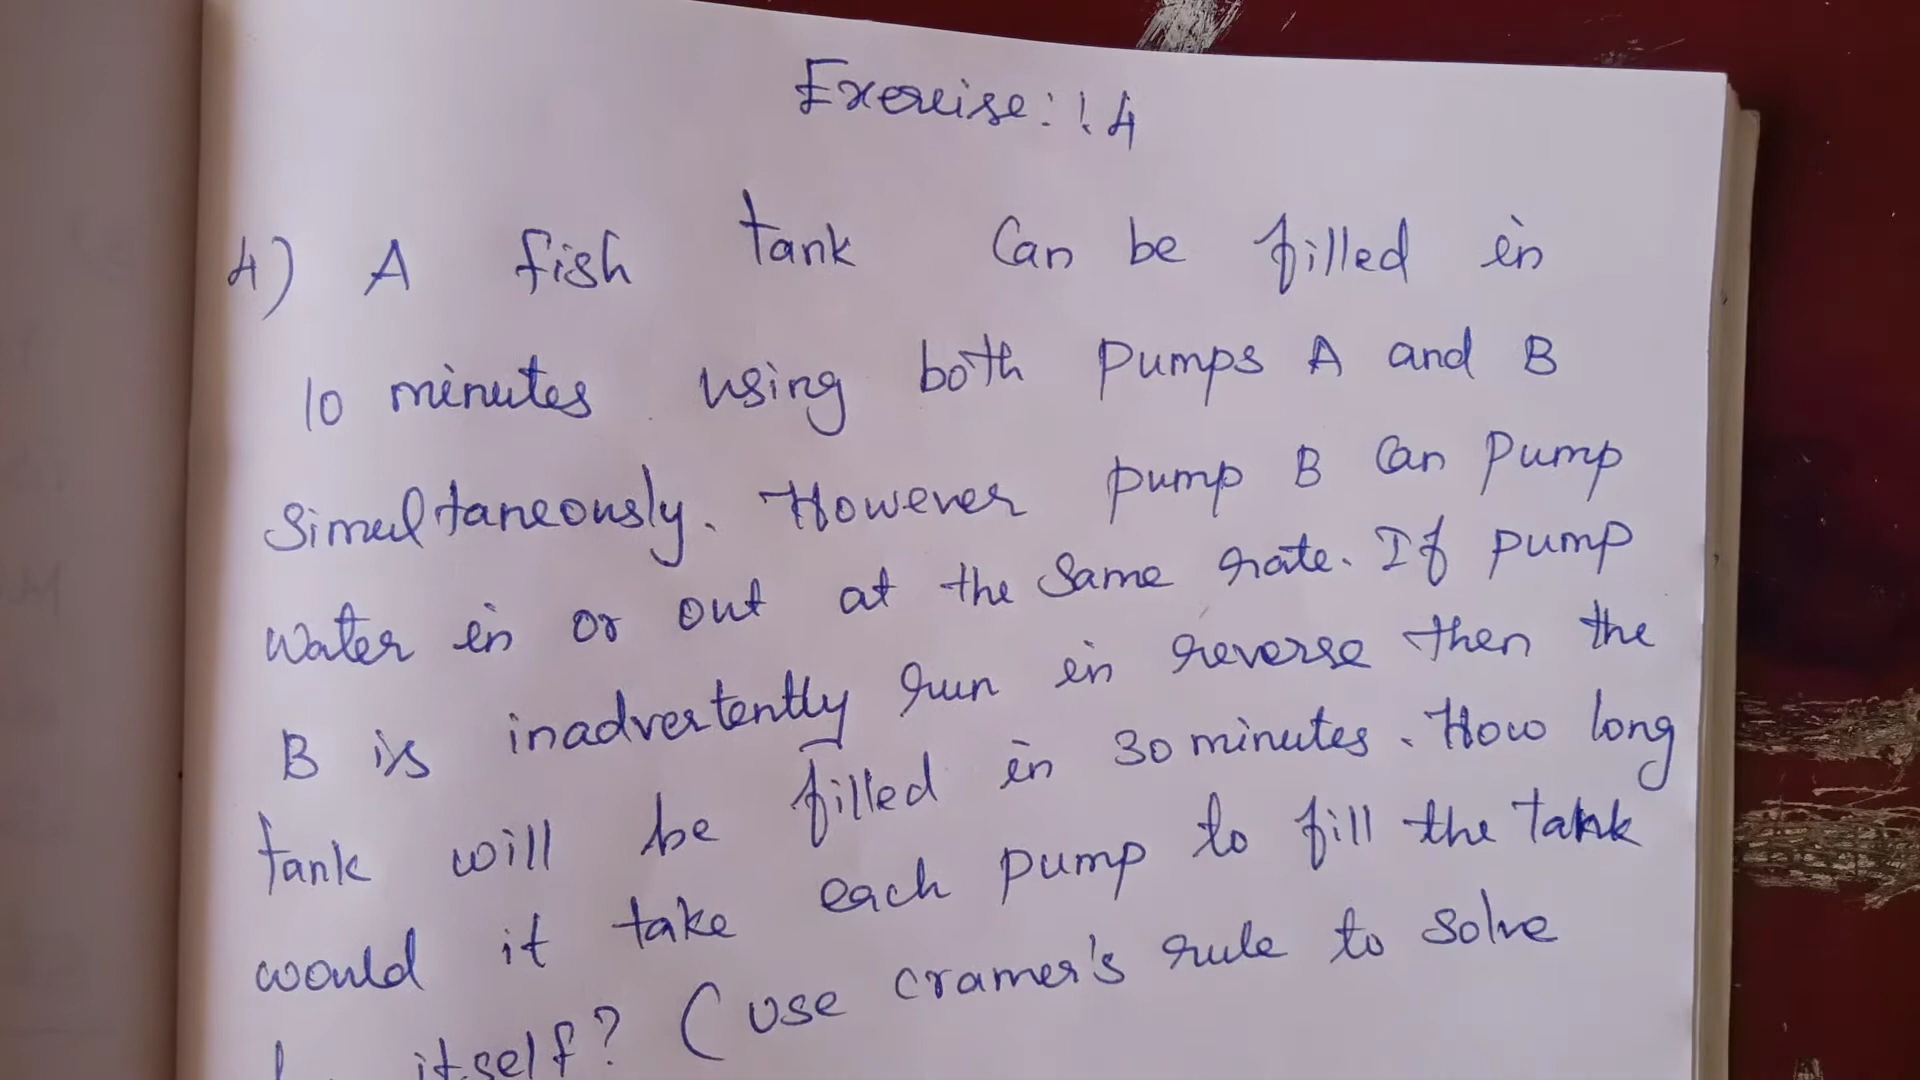 Exercise: 1.4
4) A fish tank can be filled in
10 minutes using both pumps A and B
simultaneously. However pump B can pump
water in or out at the same rate. If pump
B is inadvertently run in reverse then the
tank will be filled in 30 minutes. How long
would it take each pump to fill the tank
itself? (use cramer's rule to solve